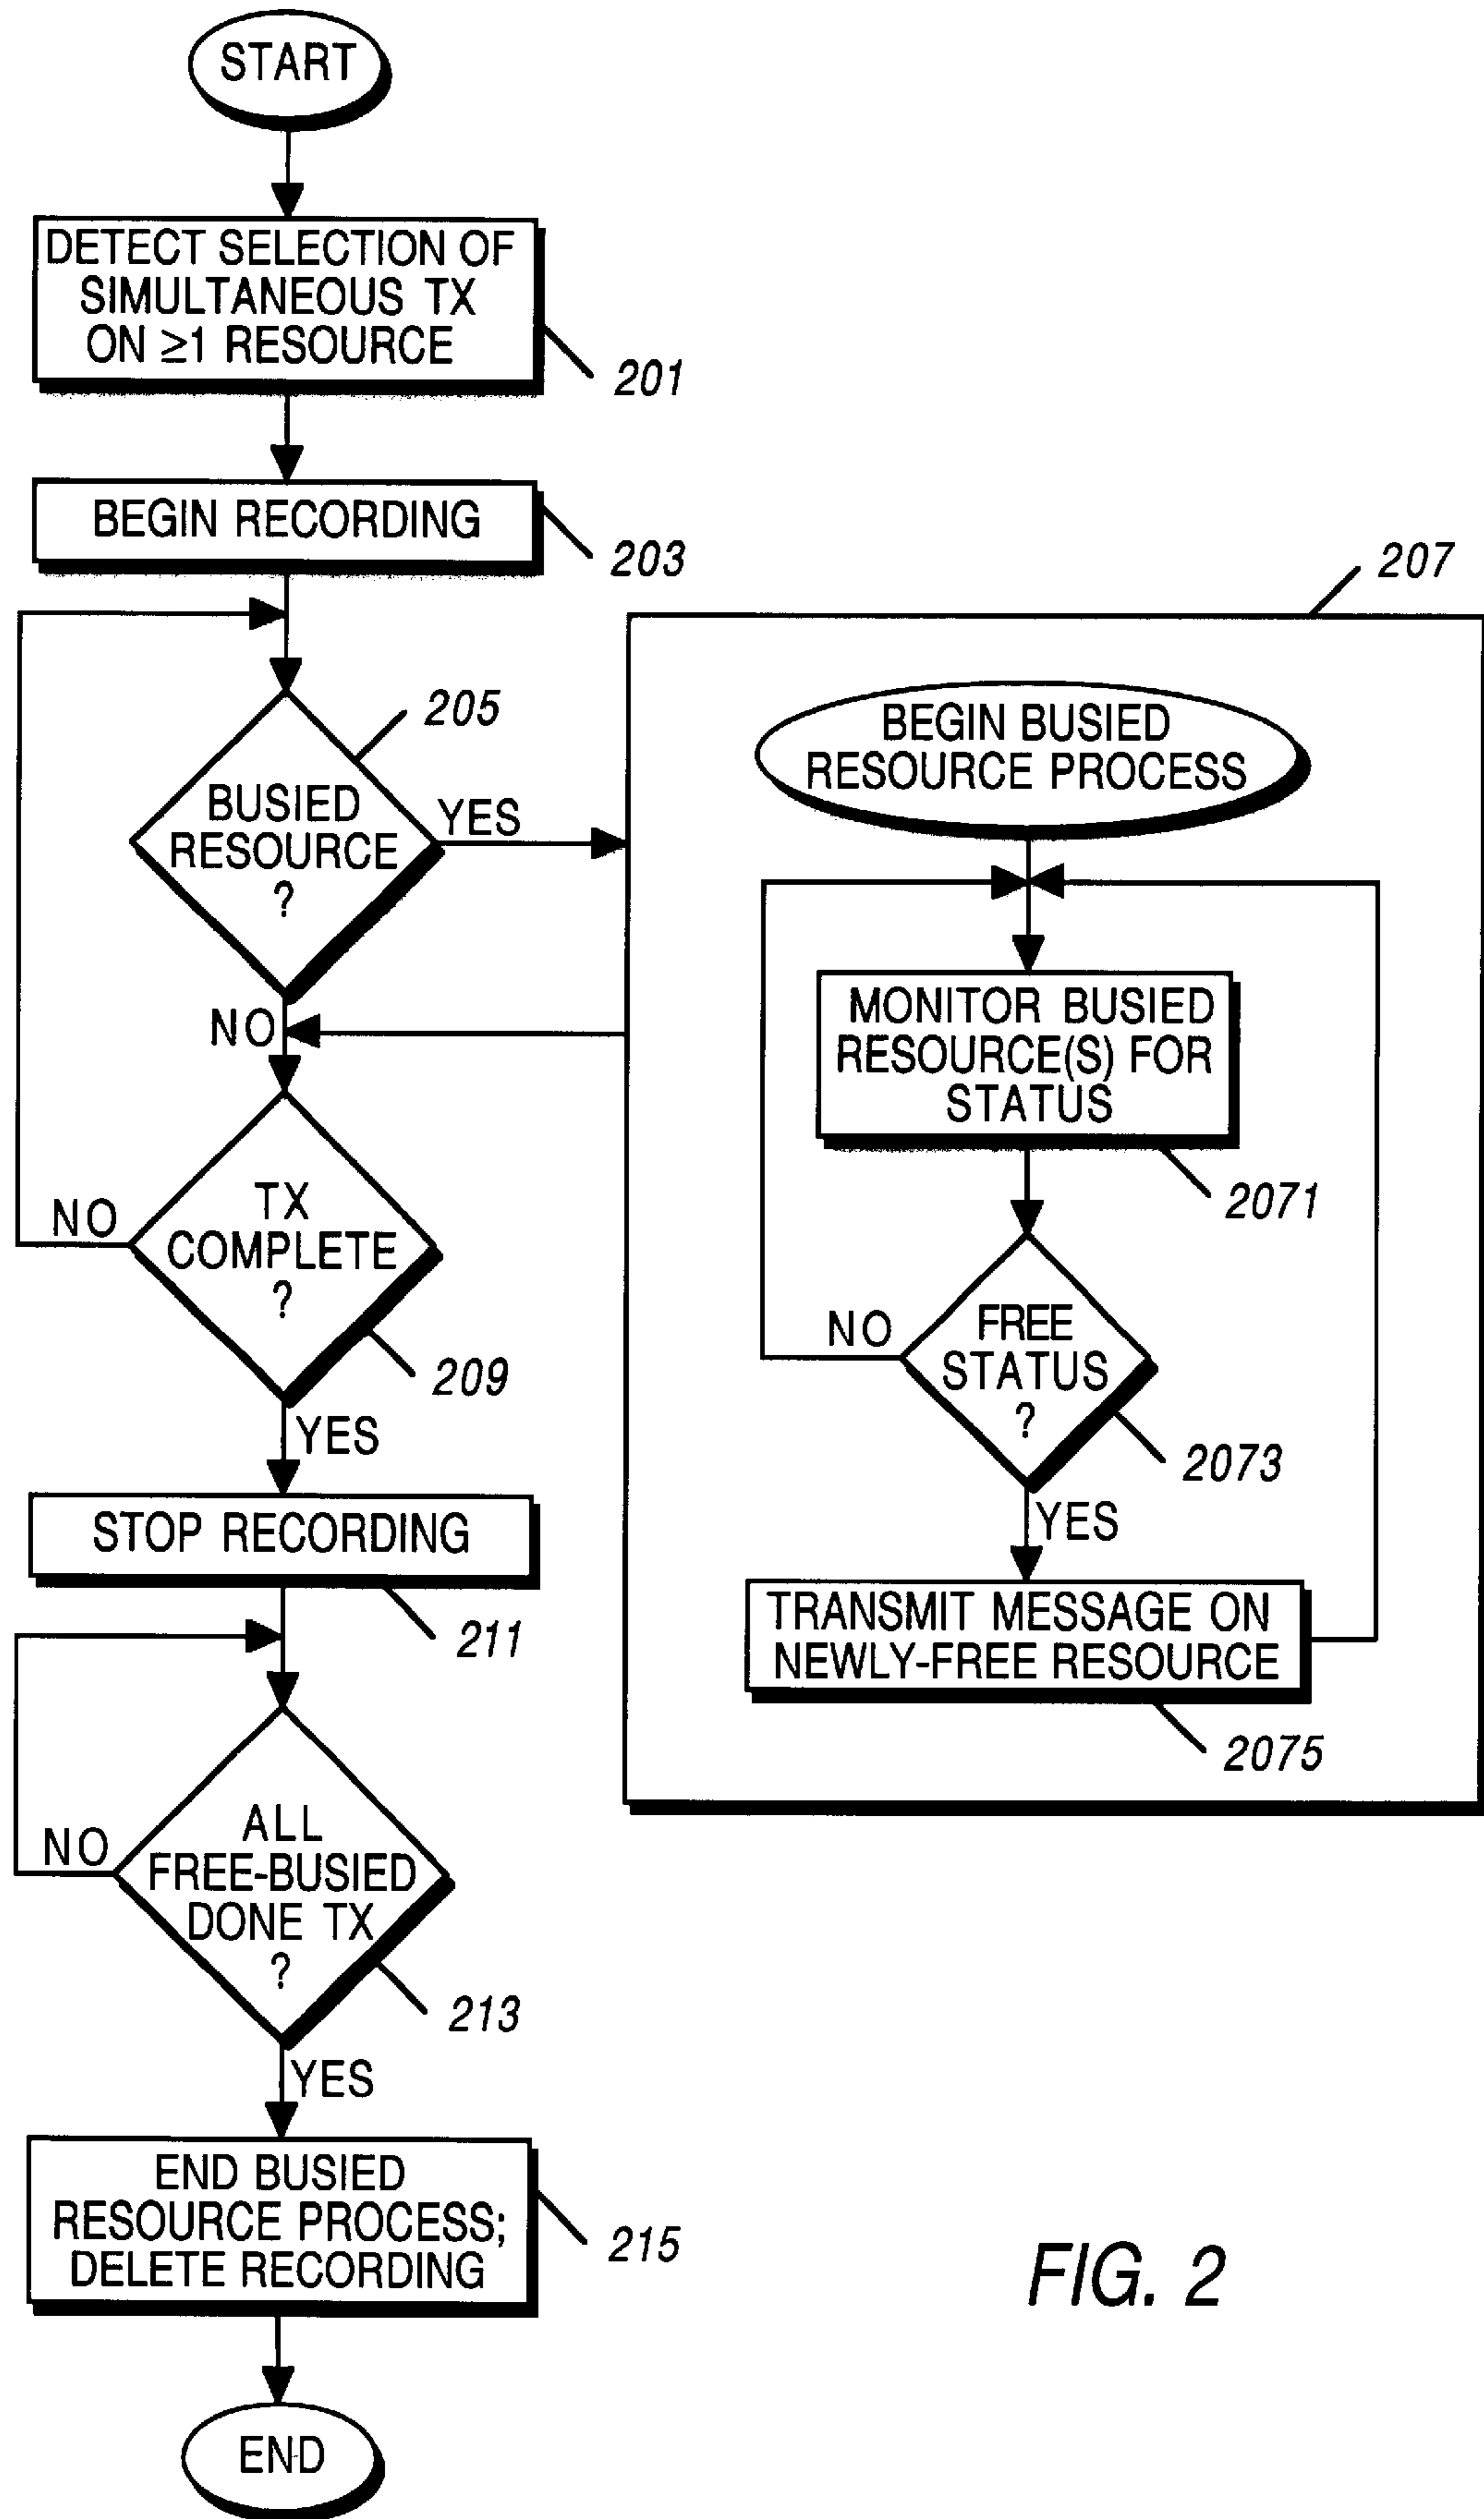 START
DETECT SELECTION OF
SIMULTANEOUS TX
ON ≥1 RESOURCE
201
BEGIN RECORDING
203
205
BUSIED
RESOURCE
?
YES
NO
TX
COMPLETE
?
NO
209
YES
STOP RECORDING
211
ALL
FREE-BUSIED
DONE TX
?
NO
213
YES
END BUSIED
RESOURCE PROCESS;
DELETE RECORDING
215
END
207
BEGIN BUSIED
RESOURCE PROCESS
MONITOR BUSIED
RESOURCE(S) FOR
STATUS
2071
FREE
STATUS
?
NO
2073
YES
TRANSMIT MESSAGE ON
NEWLY-FREE RESOURCE
2075
FIG. 2